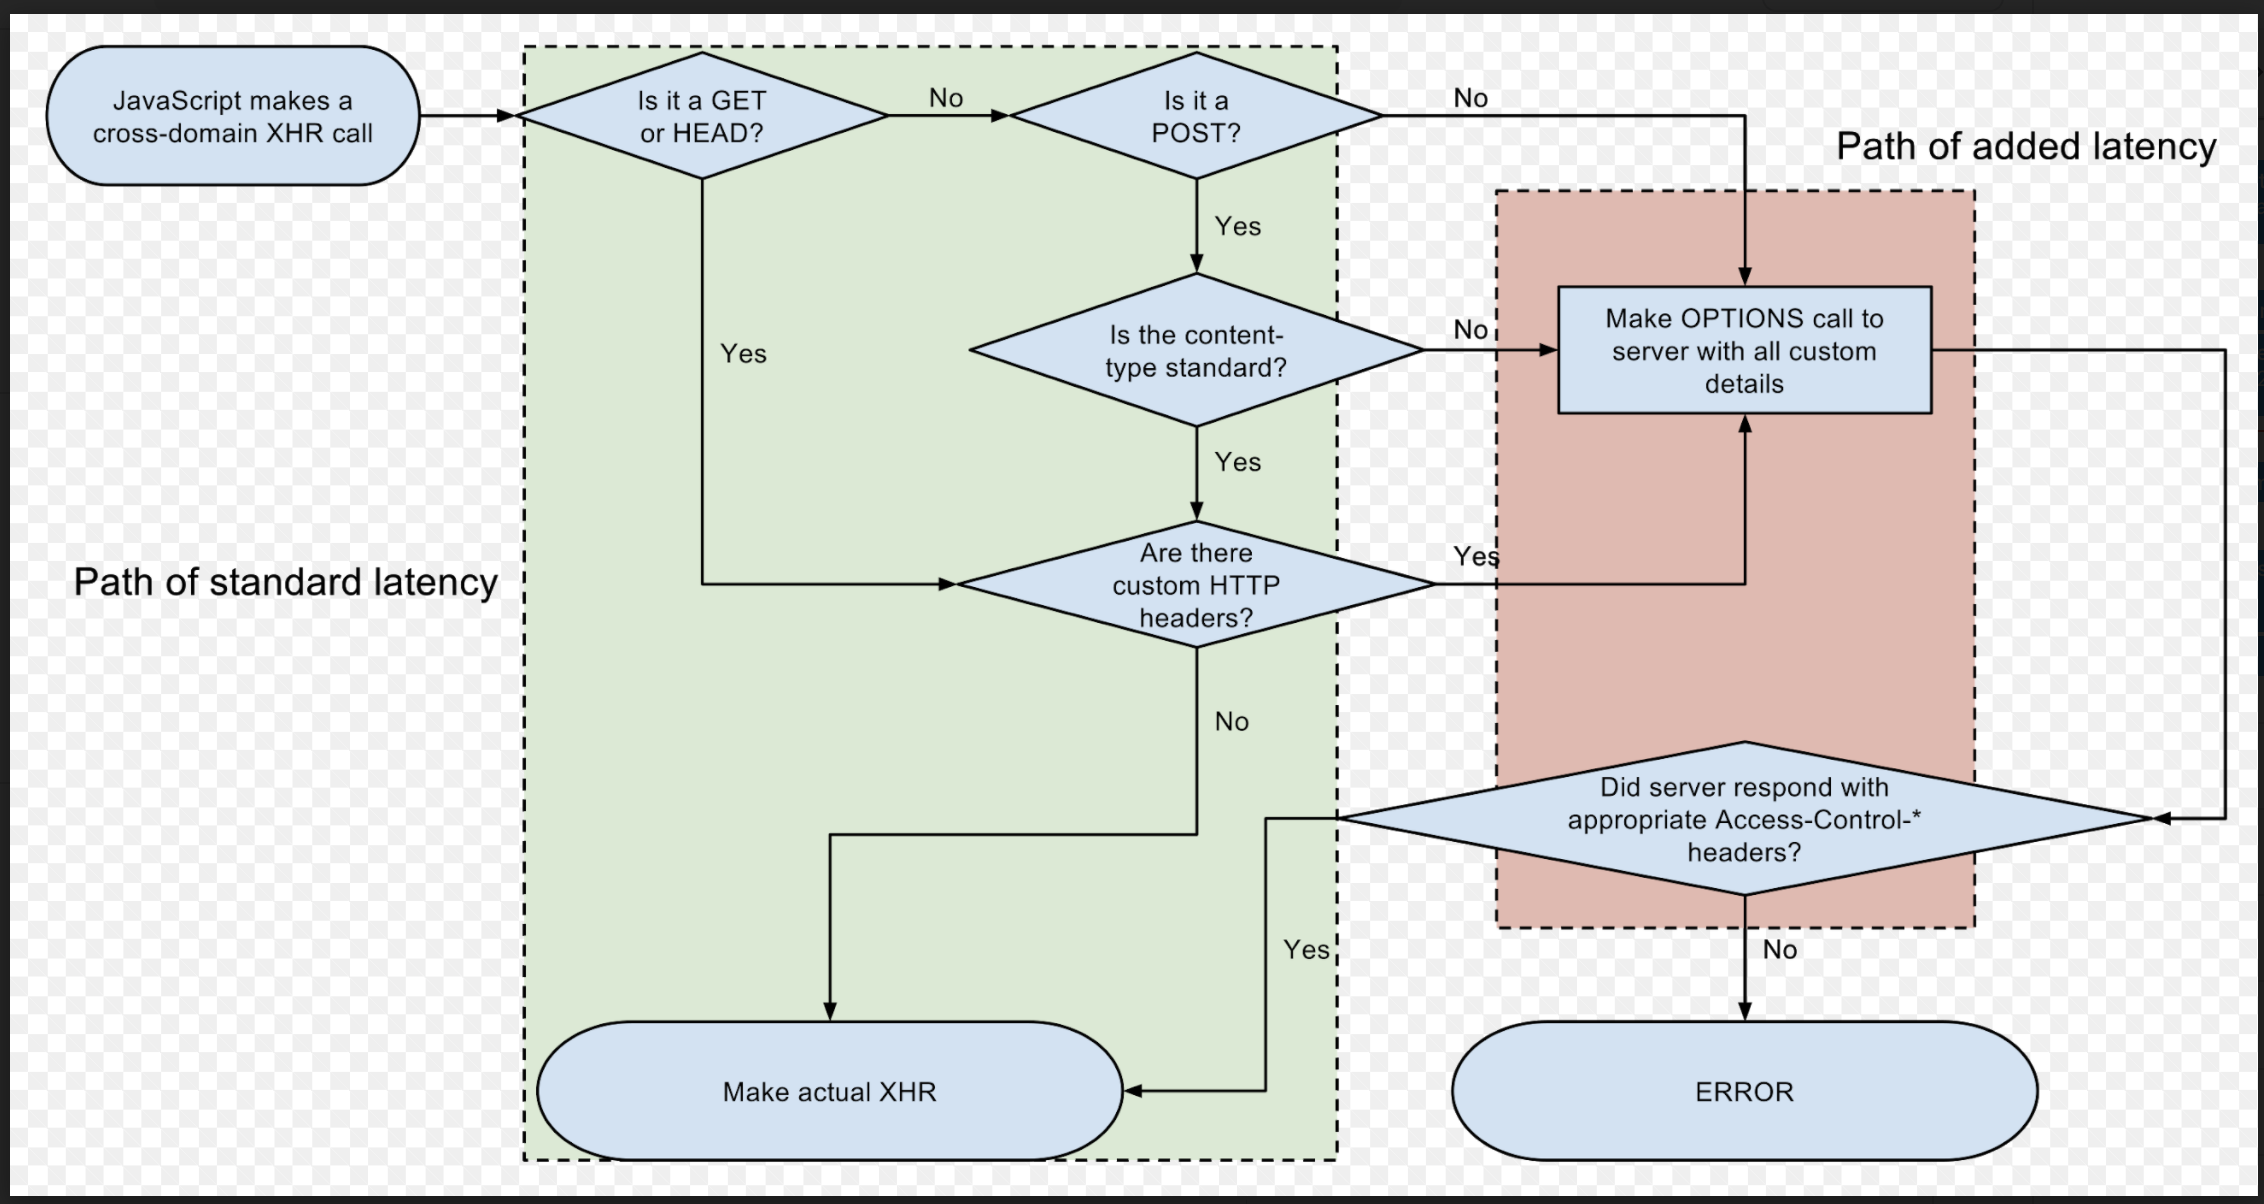 JavaScript makes a
cross-domain XHR call
Is it a GET
or HEAD?
No
Is it a
POST?
No
Path of added latency
Yes
Yes
Is the content-
type standard?
No
Make OPTIONS call to
server with all custom
details
Yes
Path of standard latency
Are there
custom HTTP
headers?
Yes
No
Did server respond with
appropriate Access-Control-*
headers?
Yes
No
Make actual XHR
ERROR